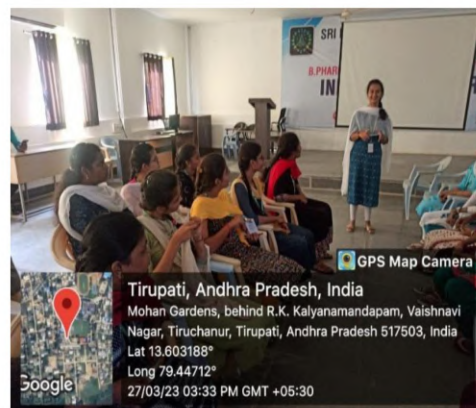 SRI
B.PHAR
IN
GPS Map Camera
Tirupati, Andhra Pradesh, India
Mohan Gardens, behind R.K. Kalyanamandapam, Vaishnavi
Nagar, Tiruchanur, Tirupati, Andhra Pradesh 517503, India
Lat 13.603188°
Long 79.44712°
27/03/23 03:33 PM GMT +05:30
Google